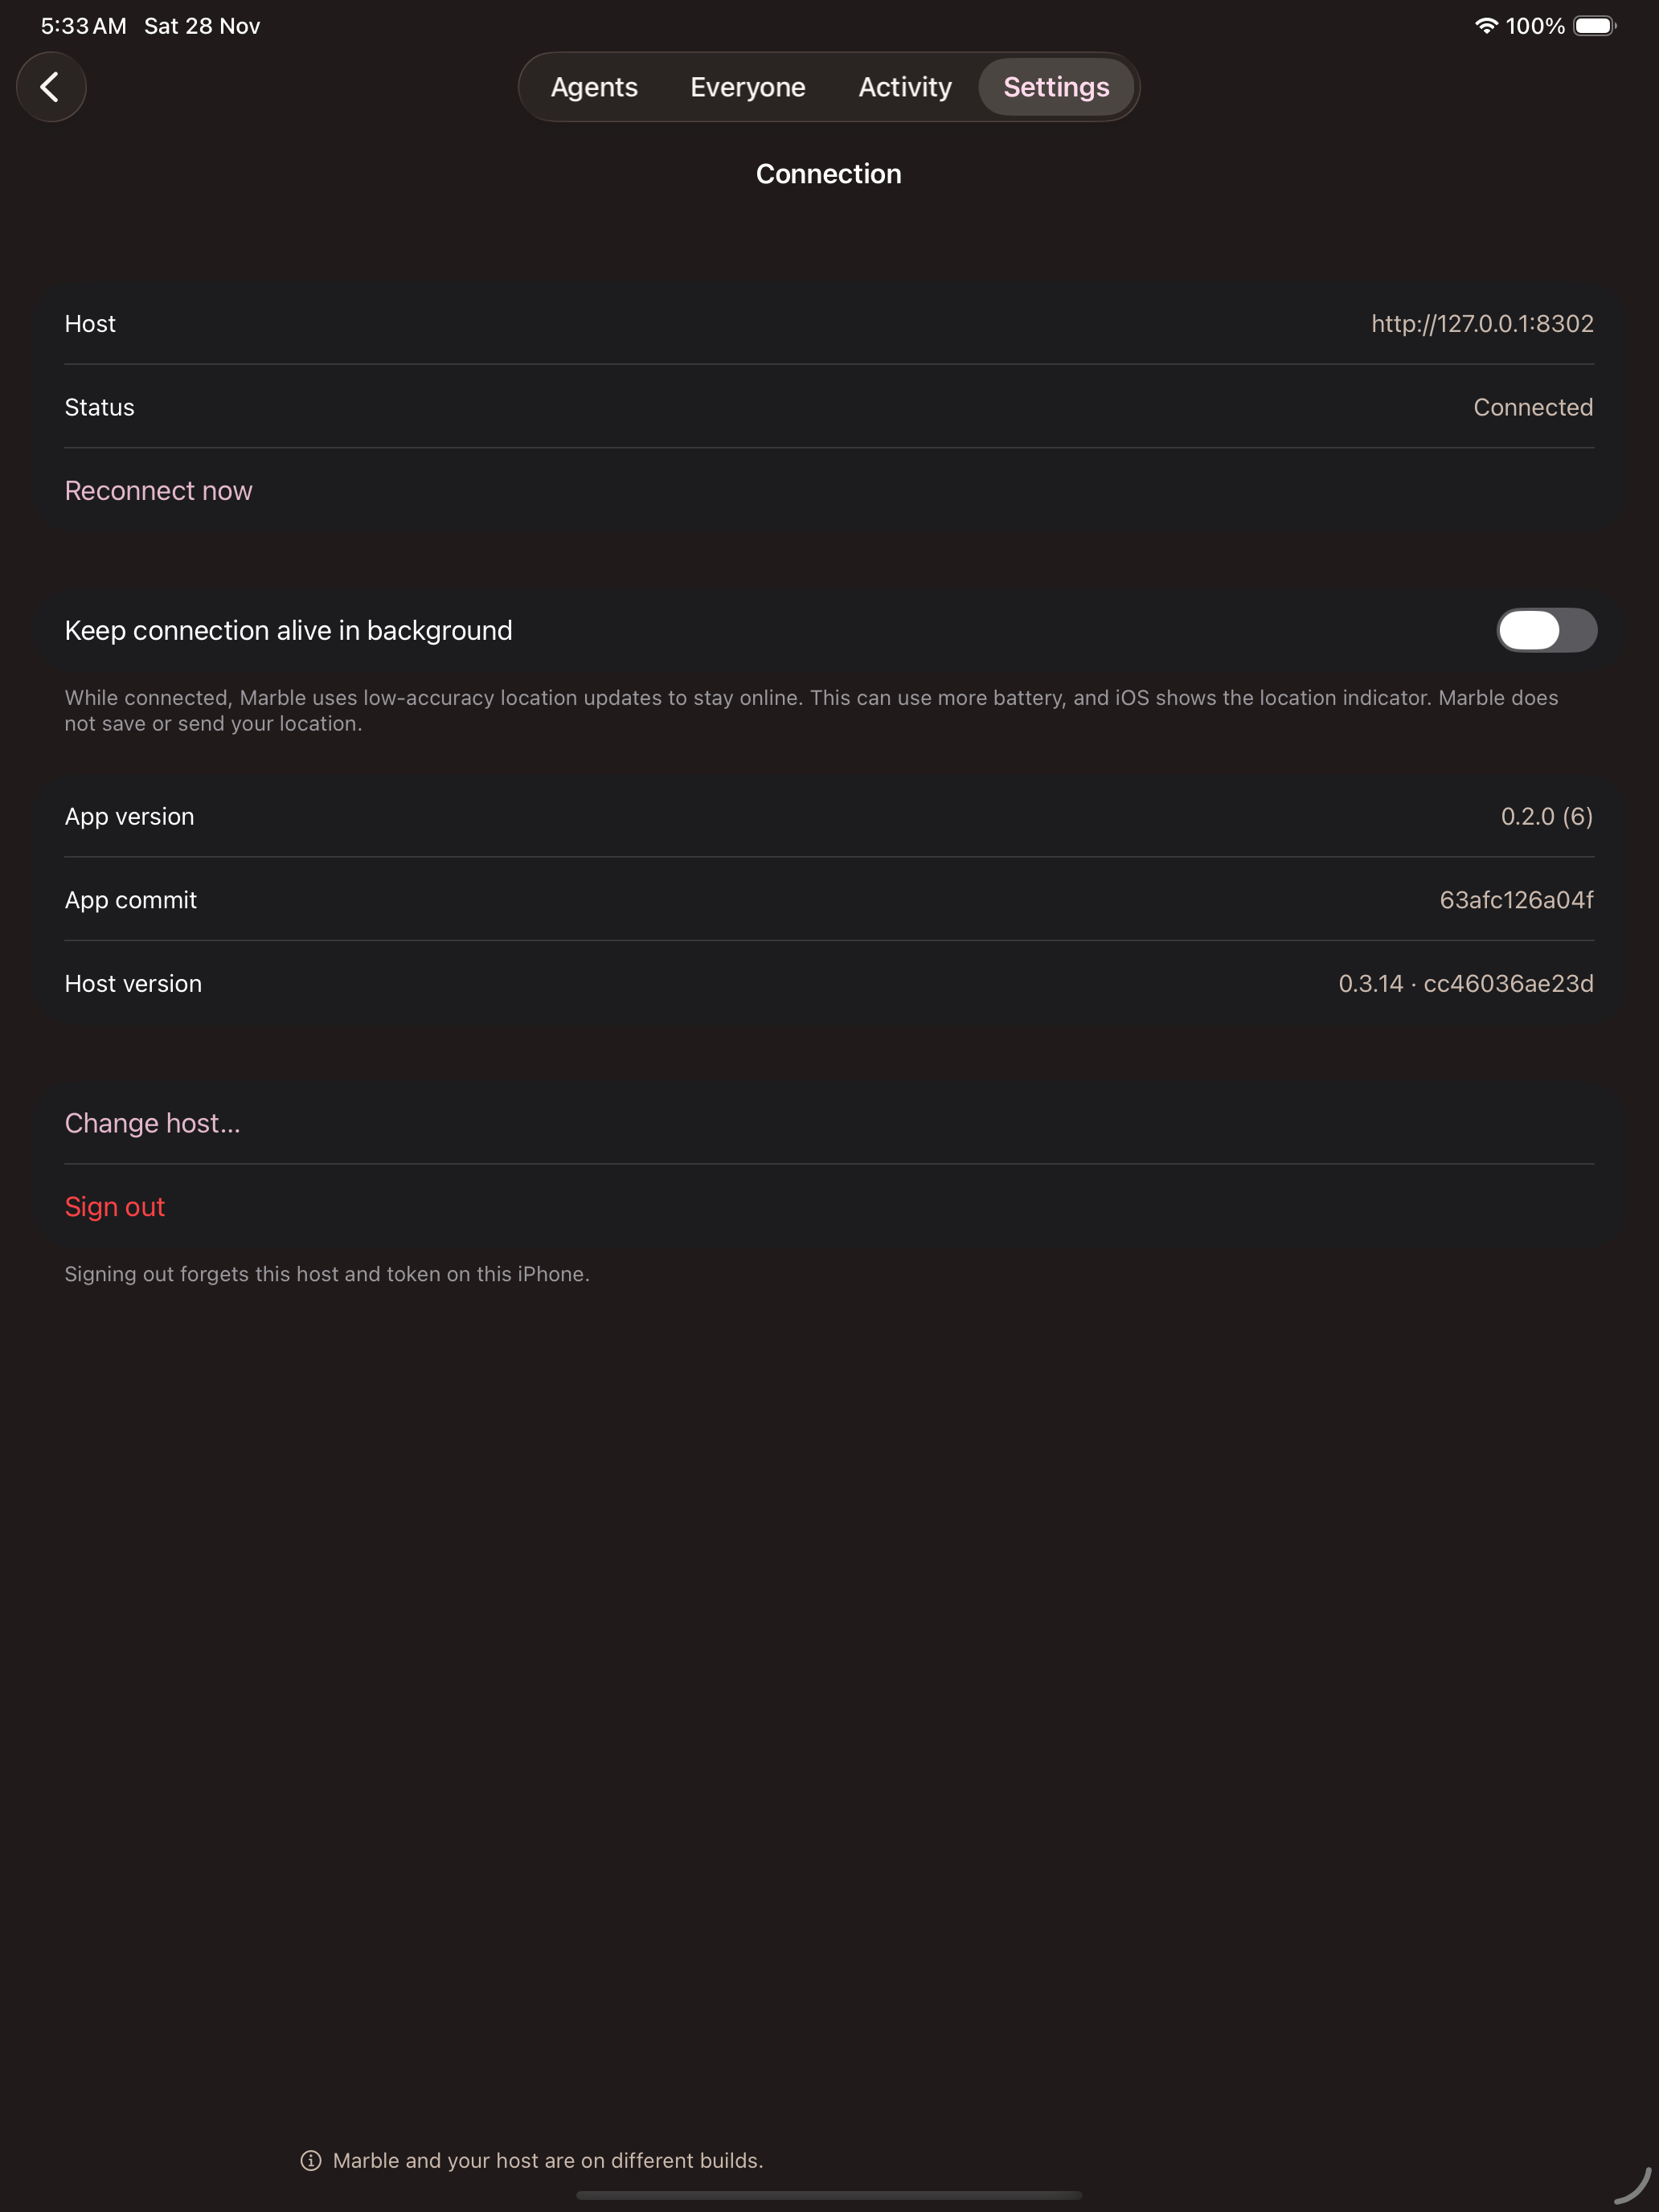 5:33 AM Sat 28 Nov
100%
Agents Everyone Activity Settings
Connection
Host http://127.0.0.1:8302
Status Connected
Reconnect now
Keep connection alive in background
While connected, Marble uses low-accuracy location updates to stay online. This can use more battery, and iOS shows the location indicator. Marble does
not save or send your location.
App version 0.2.0 (6)
App commit 63afc126a04f
Host version 0.3.14 · cc46036ae23d
Change host...
Sign out
Signing out forgets this host and token on this iPhone.
Marble and your host are on different builds.